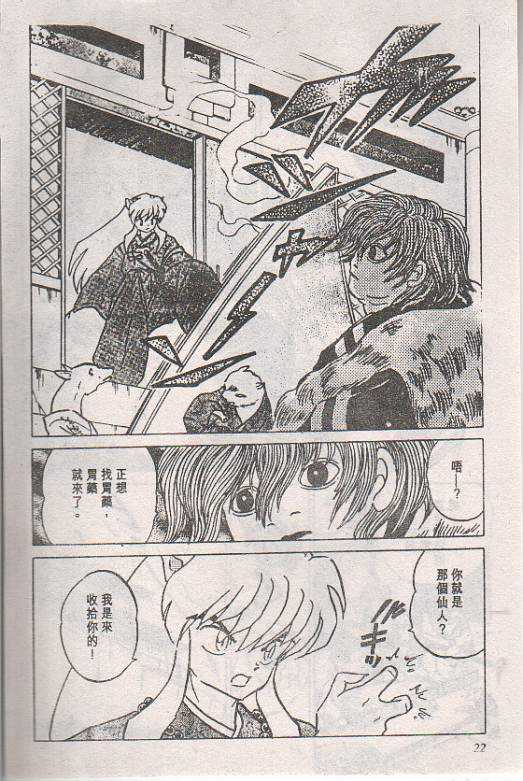 唔—？
正想
找胃藥，
胃藥
就來了。
你就是
那個仙人？
我是來
收拾你的！
22